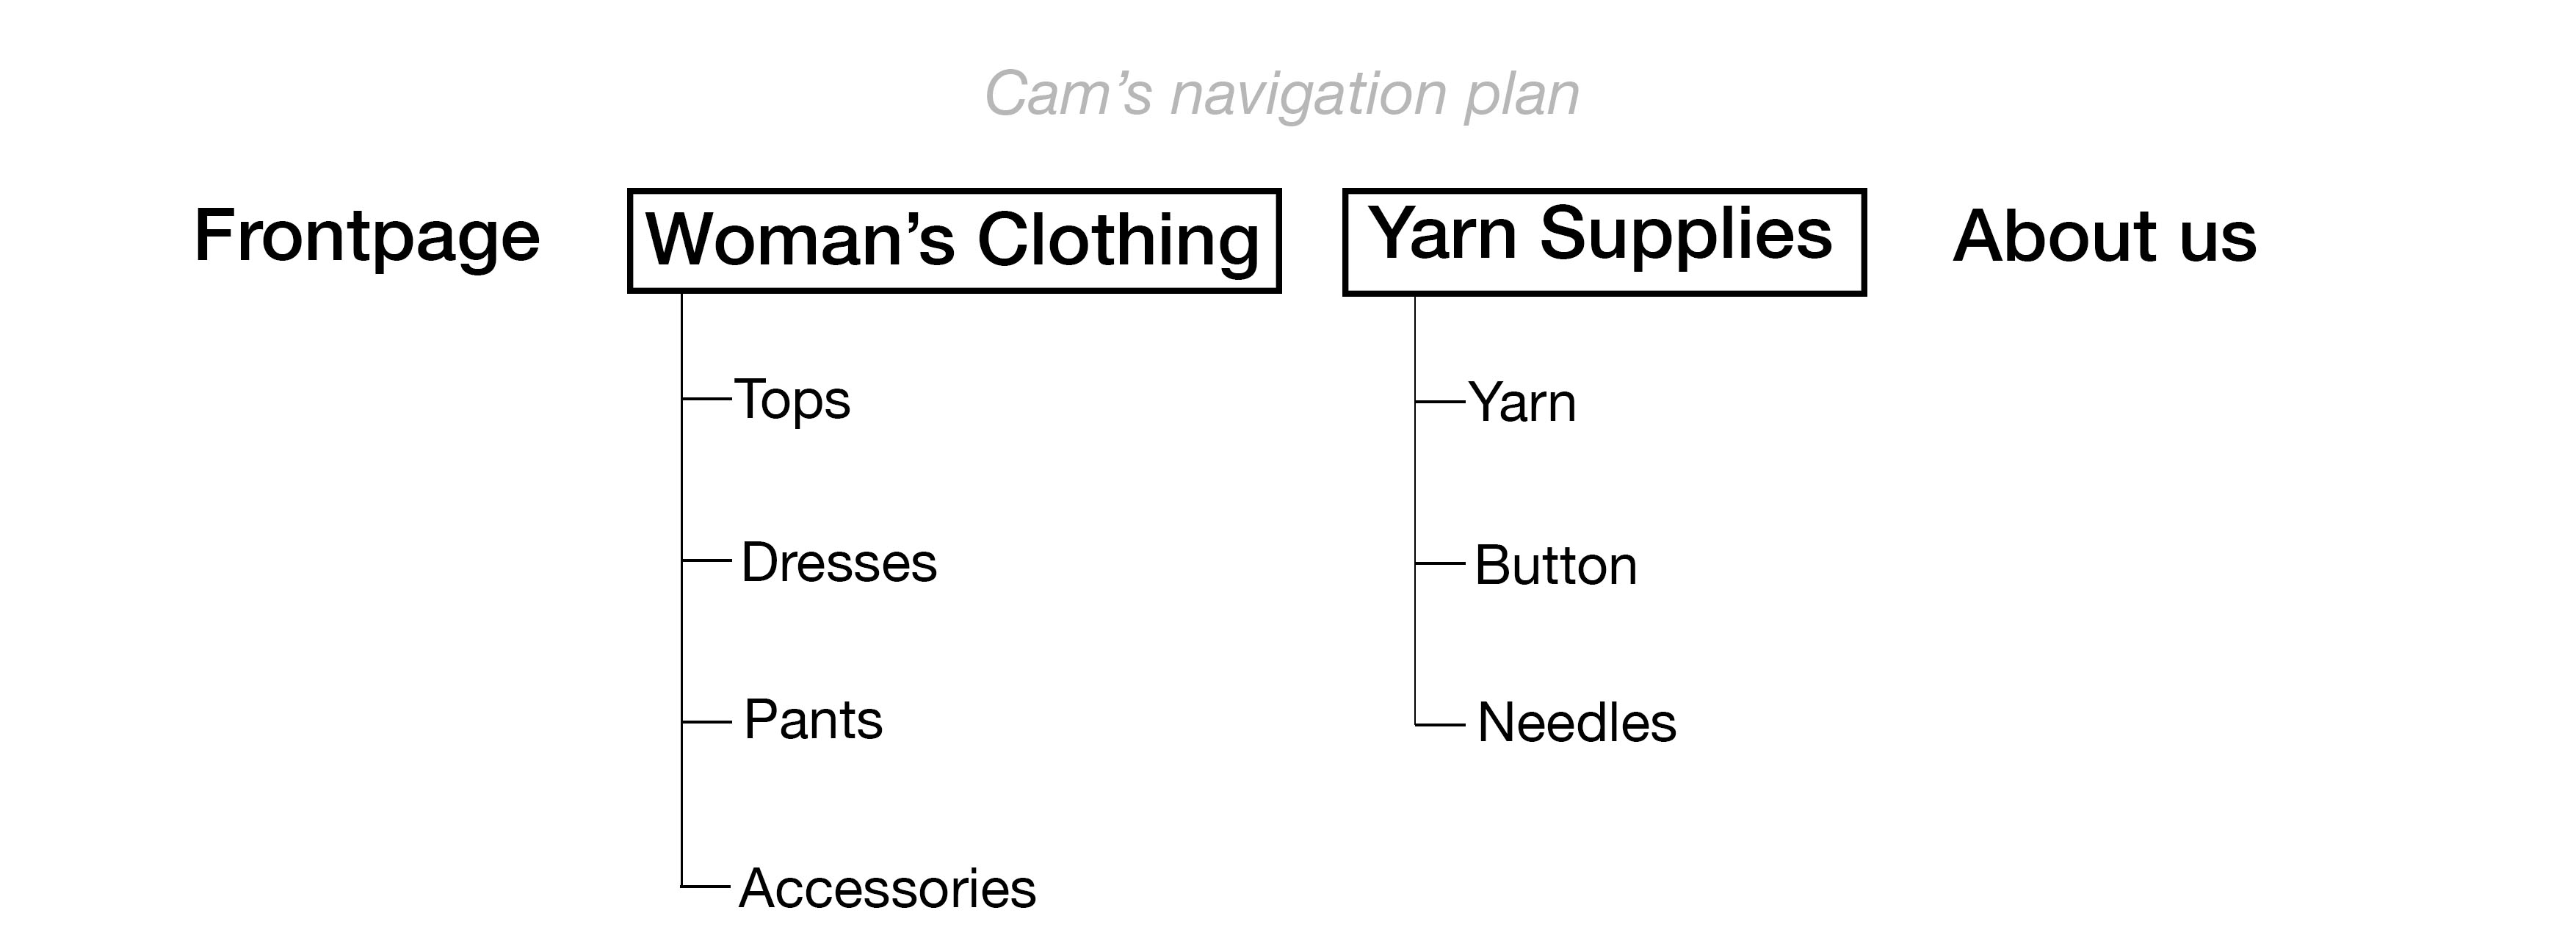 Cam’s navigation plan
Frontpage
Woman’s Clothing
Tops
Dresses
Pants
Accessories
Yarn Supplies
Yarn
Button
Needles
About us